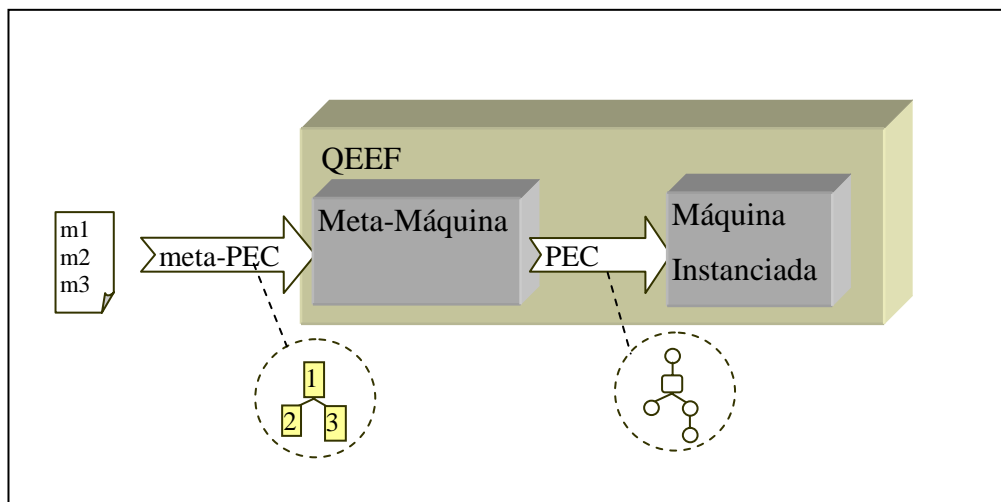 QEEF
Meta-Máquina
Máquina
Instanciada
m1
m2
m3
meta-PEC
PEC
1
2
3